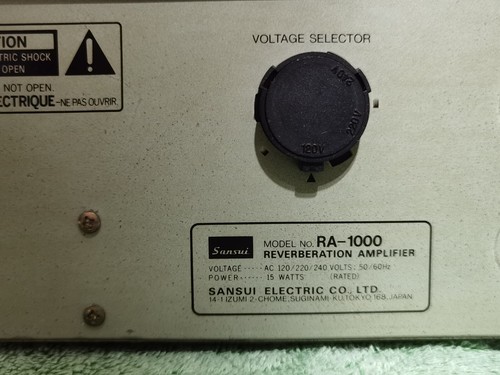 VOLTAGE SELECTOR
TION
TRIC SHOCK
OPEN
NOT OPEN.
ECTRIQUE-NE PAS OUVRIR.
240V
220V
120V
Sansui
MODEL NO. RA-1000
REVERBERATION AMPLIFIER
VOLTAGE ····· AC 120/220/240 VOLTS: 50/60Hz
POWER ····· 15 WATTS (RATED)
SANSUI ELECTRIC CO., LTD.
14-1 IZUMI 2-CHOME, SUGINAMI-KU, TOKYO 168, JAPAN